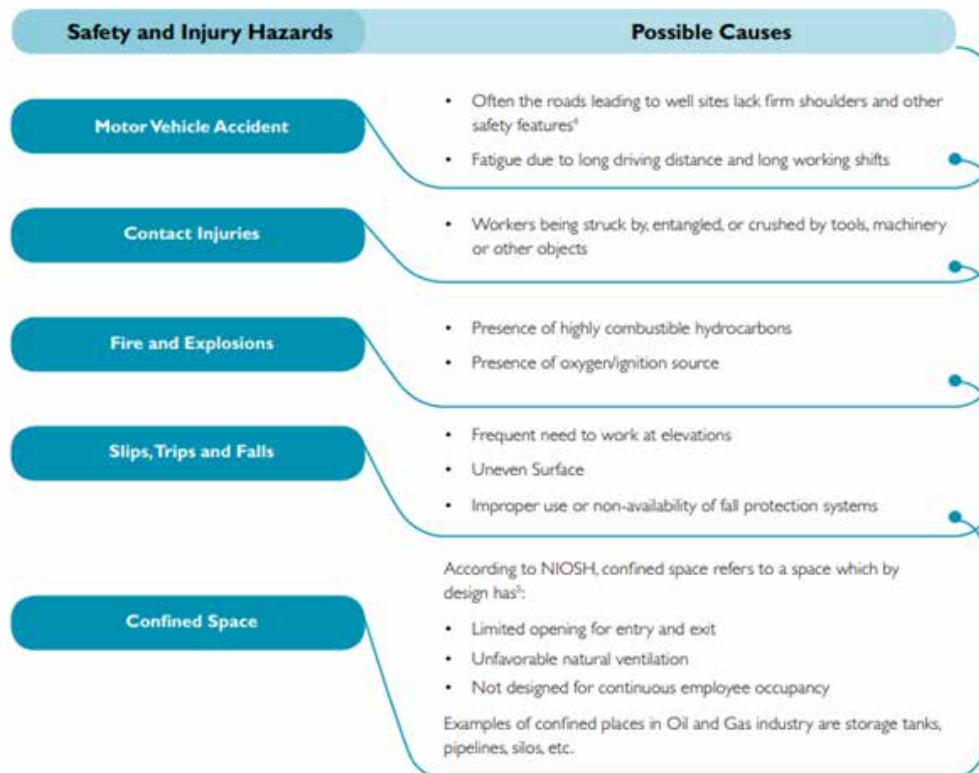 Safety and Injury Hazards
Possible Causes
Motor Vehicle Accident
• Often the roads leading to well sites lack firm shoulders and other
safety features⁴
• Fatigue due to long driving distance and long working shifts
Contact Injuries
• Workers being struck by, entangled, or crushed by tools, machinery
or other objects
Fire and Explosions
• Presence of highly combustible hydrocarbons
• Presence of oxygen/ignition source
Slips, Trips and Falls
• Frequent need to work at elevations
• Uneven Surface
• Improper use or non-availability of fall protection systems
Confined Space
According to NIOSH, confined space refers to a space which by
design has⁵:
• Limited opening for entry and exit
• Unfavorable natural ventilation
• Not designed for continuous employee occupancy
Examples of confined places in Oil and Gas industry are storage tanks,
pipelines, silos, etc.